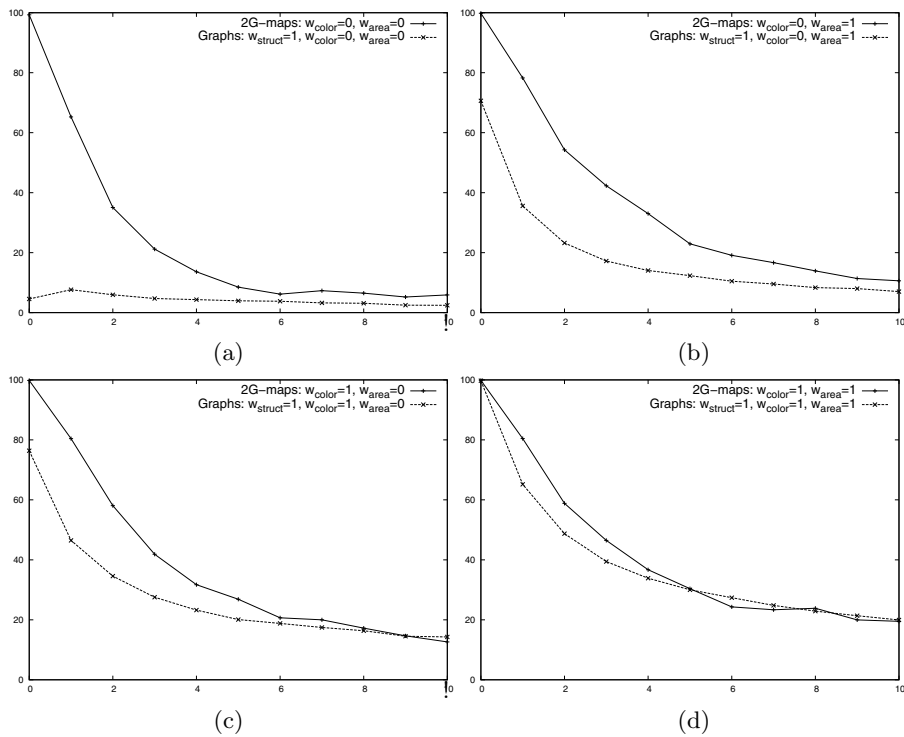 2G-maps: w_color=0, w_area=0
Graphs: w_struct=1, w_color=0, w_area=0
100
80
60
40
20
0
0 2 4 6 8 10
!
(a)
2G-maps: w_color=0, w_area=1
Graphs: w_struct=1, w_color=0, w_area=1
100
80
60
40
20
0
0 2 4 6 8 10
(b)
2G-maps: w_color=1, w_area=0
Graphs: w_struct=1, w_color=1, w_area=0
100
80
60
40
20
0
0 2 4 6 8 10
!
(c)
2G-maps: w_color=1, w_area=1
Graphs: w_struct=1, w_color=1, w_area=1
100
80
60
40
20
0
0 2 4 6 8 10
(d)